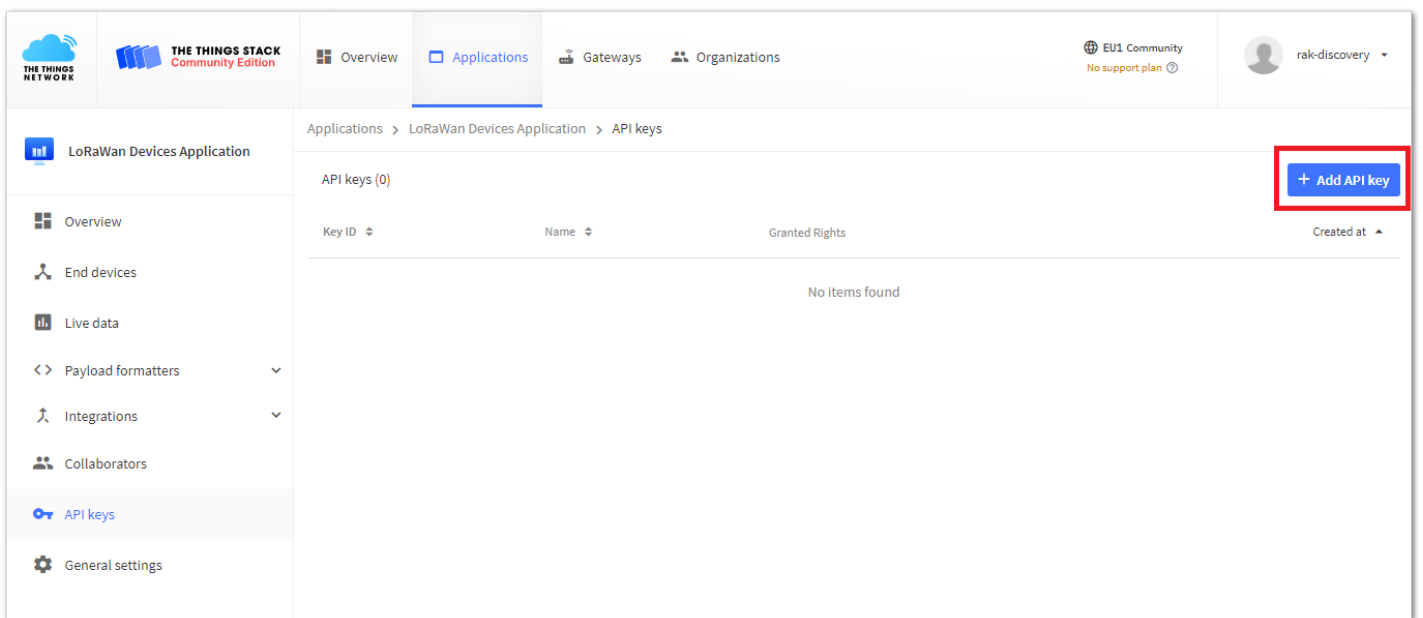 THE THINGS
NETWORK
THE THINGS STACK
Community Edition
Overview
Applications
Gateways
Organizations
EU1 Community
No support plan
rak-discovery
LoRaWan Devices Application
Overview
End devices
Live data
Payload formatters
Integrations
Collaborators
API keys
General settings
Applications > LoRaWan Devices Application > API keys
API keys (0)
+ Add API key
Key ID Name Granted Rights Created at
No items found